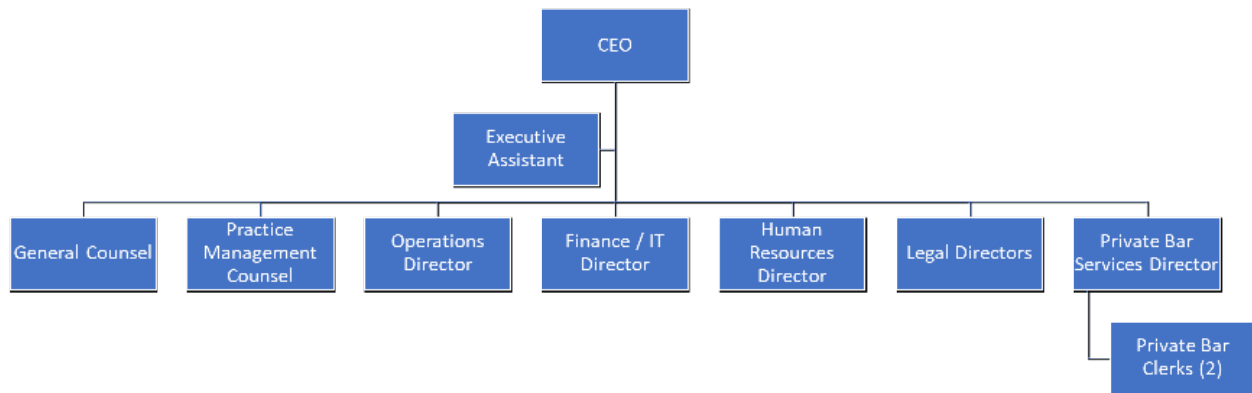 CEO
Executive
Assistant
General Counsel
Practice
Management
Counsel
Operations
Director
Finance / IT
Director
Human
Resources
Director
Legal Directors
Private Bar
Services Director
Private Bar
Clerks (2)